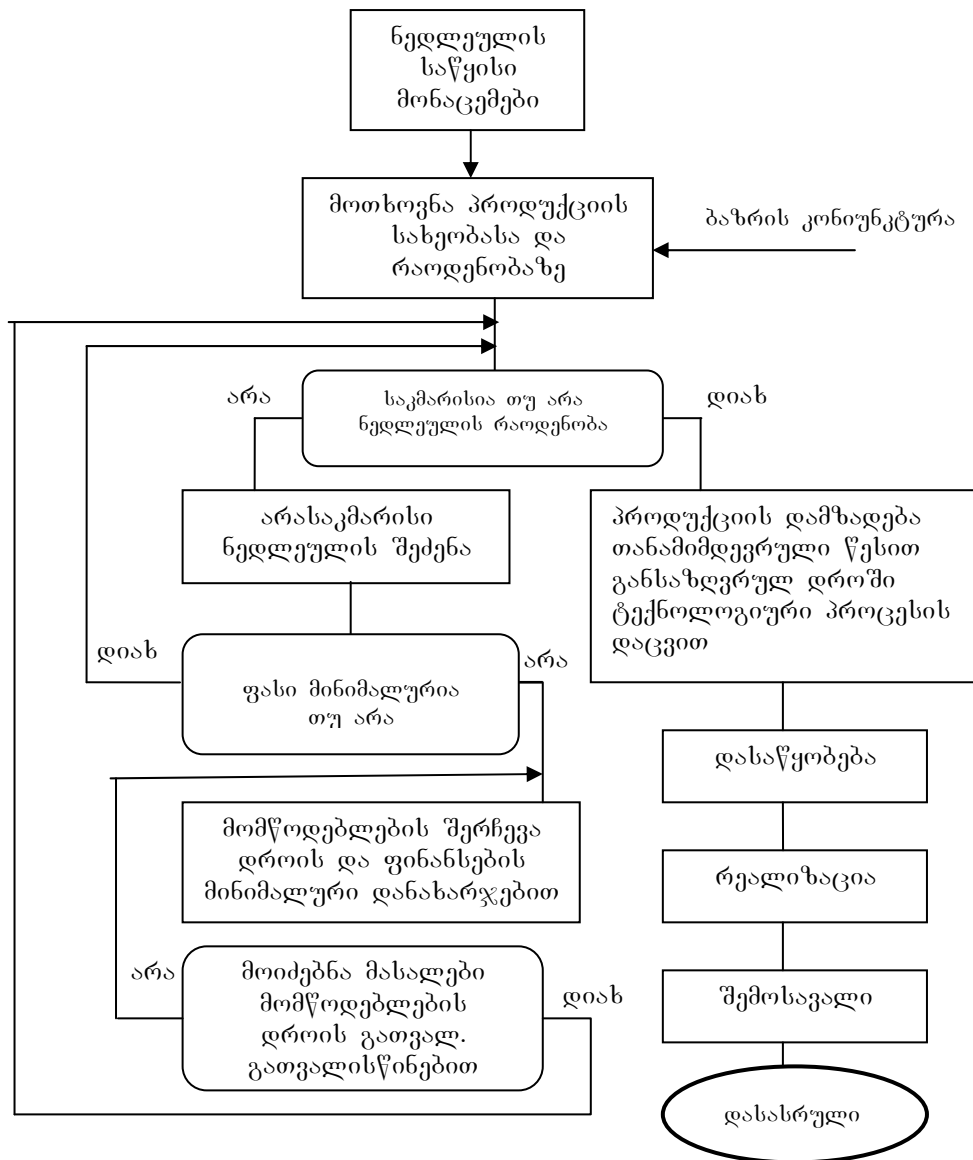 ნედლეულის
საწყისი
მონაცემები
მოთხოვნა პროდუქციის
სახეობასა და
რაოდენობაზე
ბაზრის კონიუნკტურა
არა
საკმარისია თუ არა
ნედლეულის რაოდენობა
დიახ
არასაკმარისი
ნედლეულის შეძენა
პროდუქციის დამზადება
თანამიმდევრული წესით
განსაზღვრულ დროში
ტექნოლოგიური პროცესის
დაცვით
დიახ
ფასი მინიმალურია
თუ არა
არა
დასაწყობება
მომწოდებლების შერჩევა
დროის და ფინანსების
მინიმალური დანახარჯებით
რეალიზაცია
არა
მოიძებნა მასალები
მომწოდებლების
დროის გათვალ.
გათვალისწინებით
დიახ
შემოსავალი
დასასრული